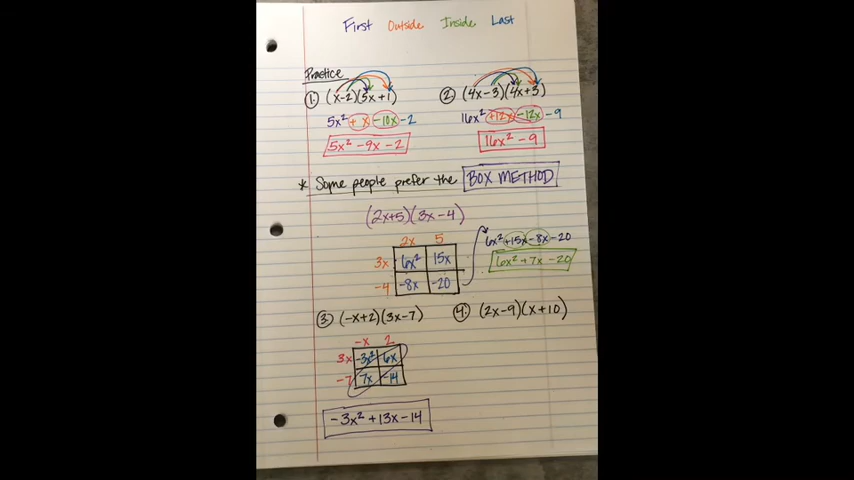 First Outside Inside Last
Practice
1. (x-2)(5x+1)
5x² + x - 10x - 2
5x² - 9x - 2
2. (4x-3)(4x+3)
16x² +12x -12x - 9
16x² - 9
* Some people prefer the BOX METHOD
(2x+5)(3x-4)
2x 5
3x 6x² 15x
-4 -8x -20
6x² +15x -8x -20
6x² +7x -20
3. (-x+2)(3x-7)
-x 2
3x -3x² 6x
-7 7x -14
-3x² +13x -14
4. (2x-9)(x+10)